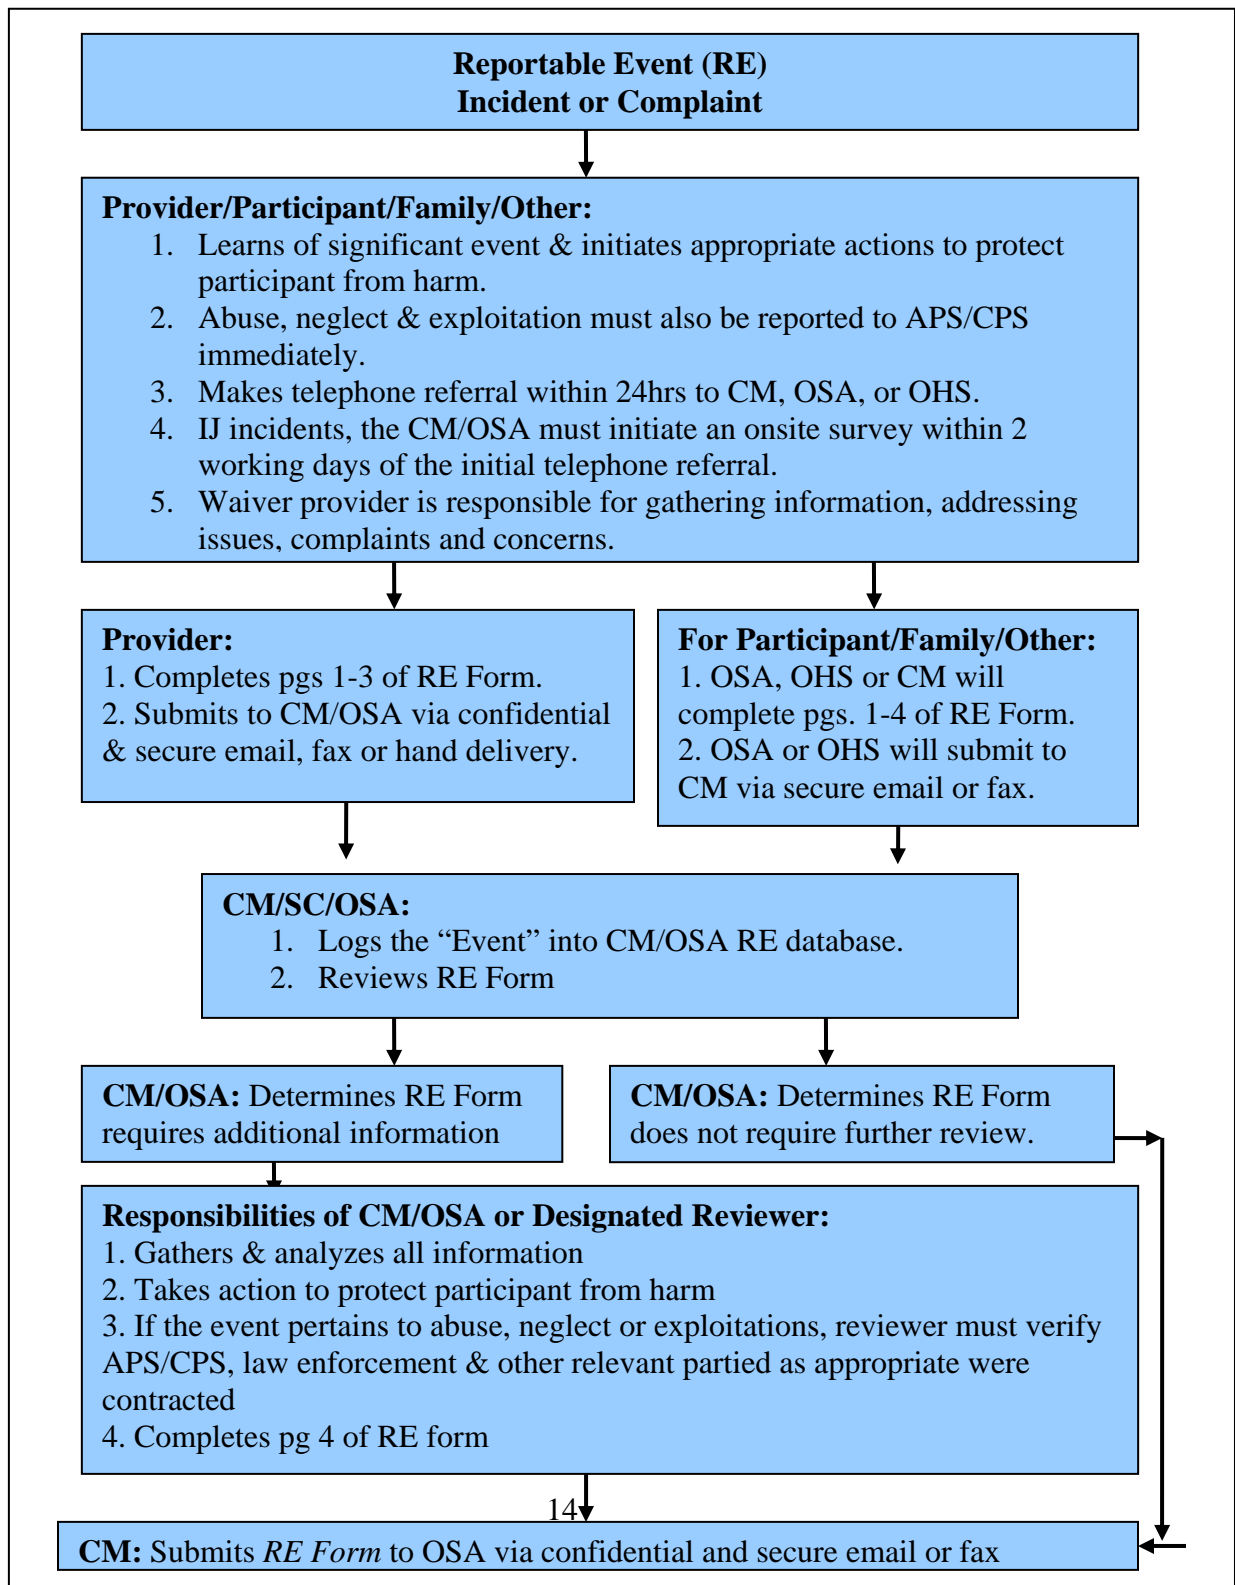 Reportable Event (RE)
Incident or Complaint
Provider/Participant/Family/Other:
1. Learns of significant event & initiates appropriate actions to protect
participant from harm.
2. Abuse, neglect & exploitation must also be reported to APS/CPS
immediately.
3. Makes telephone referral within 24hrs to CM, OSA, or OHS.
4. IJ incidents, the CM/OSA must initiate an onsite survey within 2
working days of the initial telephone referral.
5. Waiver provider is responsible for gathering information, addressing
issues, complaints and concerns.
Provider:
1. Completes pgs 1-3 of RE Form.
2. Submits to CM/OSA via confidential
& secure email, fax or hand delivery.
For Participant/Family/Other:
1. OSA, OHS or CM will
complete pgs. 1-4 of RE Form.
2. OSA or OHS will submit to
CM via secure email or fax.
CM/SC/OSA:
1. Logs the “Event” into CM/OSA RE database.
2. Reviews RE Form
CM/OSA: Determines RE Form
requires additional information
CM/OSA: Determines RE Form
does not require further review.
Responsibilities of CM/OSA or Designated Reviewer:
1. Gathers & analyzes all information
2. Takes action to protect participant from harm
3. If the event pertains to abuse, neglect or exploitations, reviewer must verify
APS/CPS, law enforcement & other relevant partied as appropriate were
contracted
4. Completes pg 4 of RE form
14
CM: Submits RE Form to OSA via confidential and secure email or fax